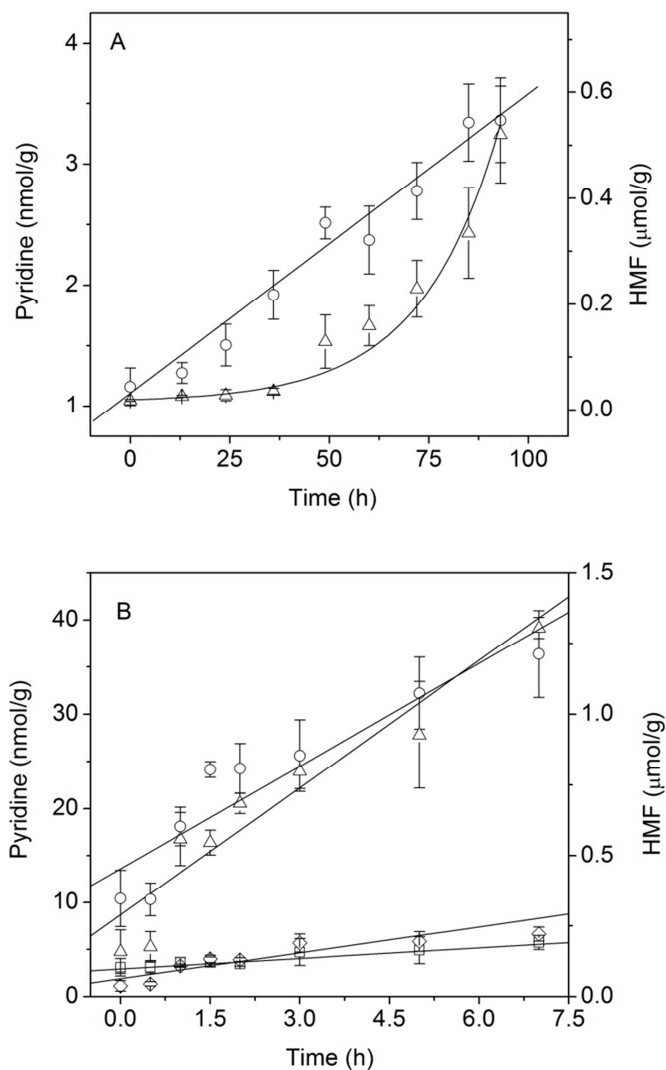 A
4
3
2
1
Pyridine (nmol/g)
0.6
0.4
0.2
0.0
HMF (μmol/g)
0 25 50 75 100
Time (h)
B
40
30
20
10
0
Pyridine (nmol/g)
1.5
1.0
0.5
0.0
HMF (μmol/g)
0.0 1.5 3.0 4.5 6.0 7.5
Time (h)